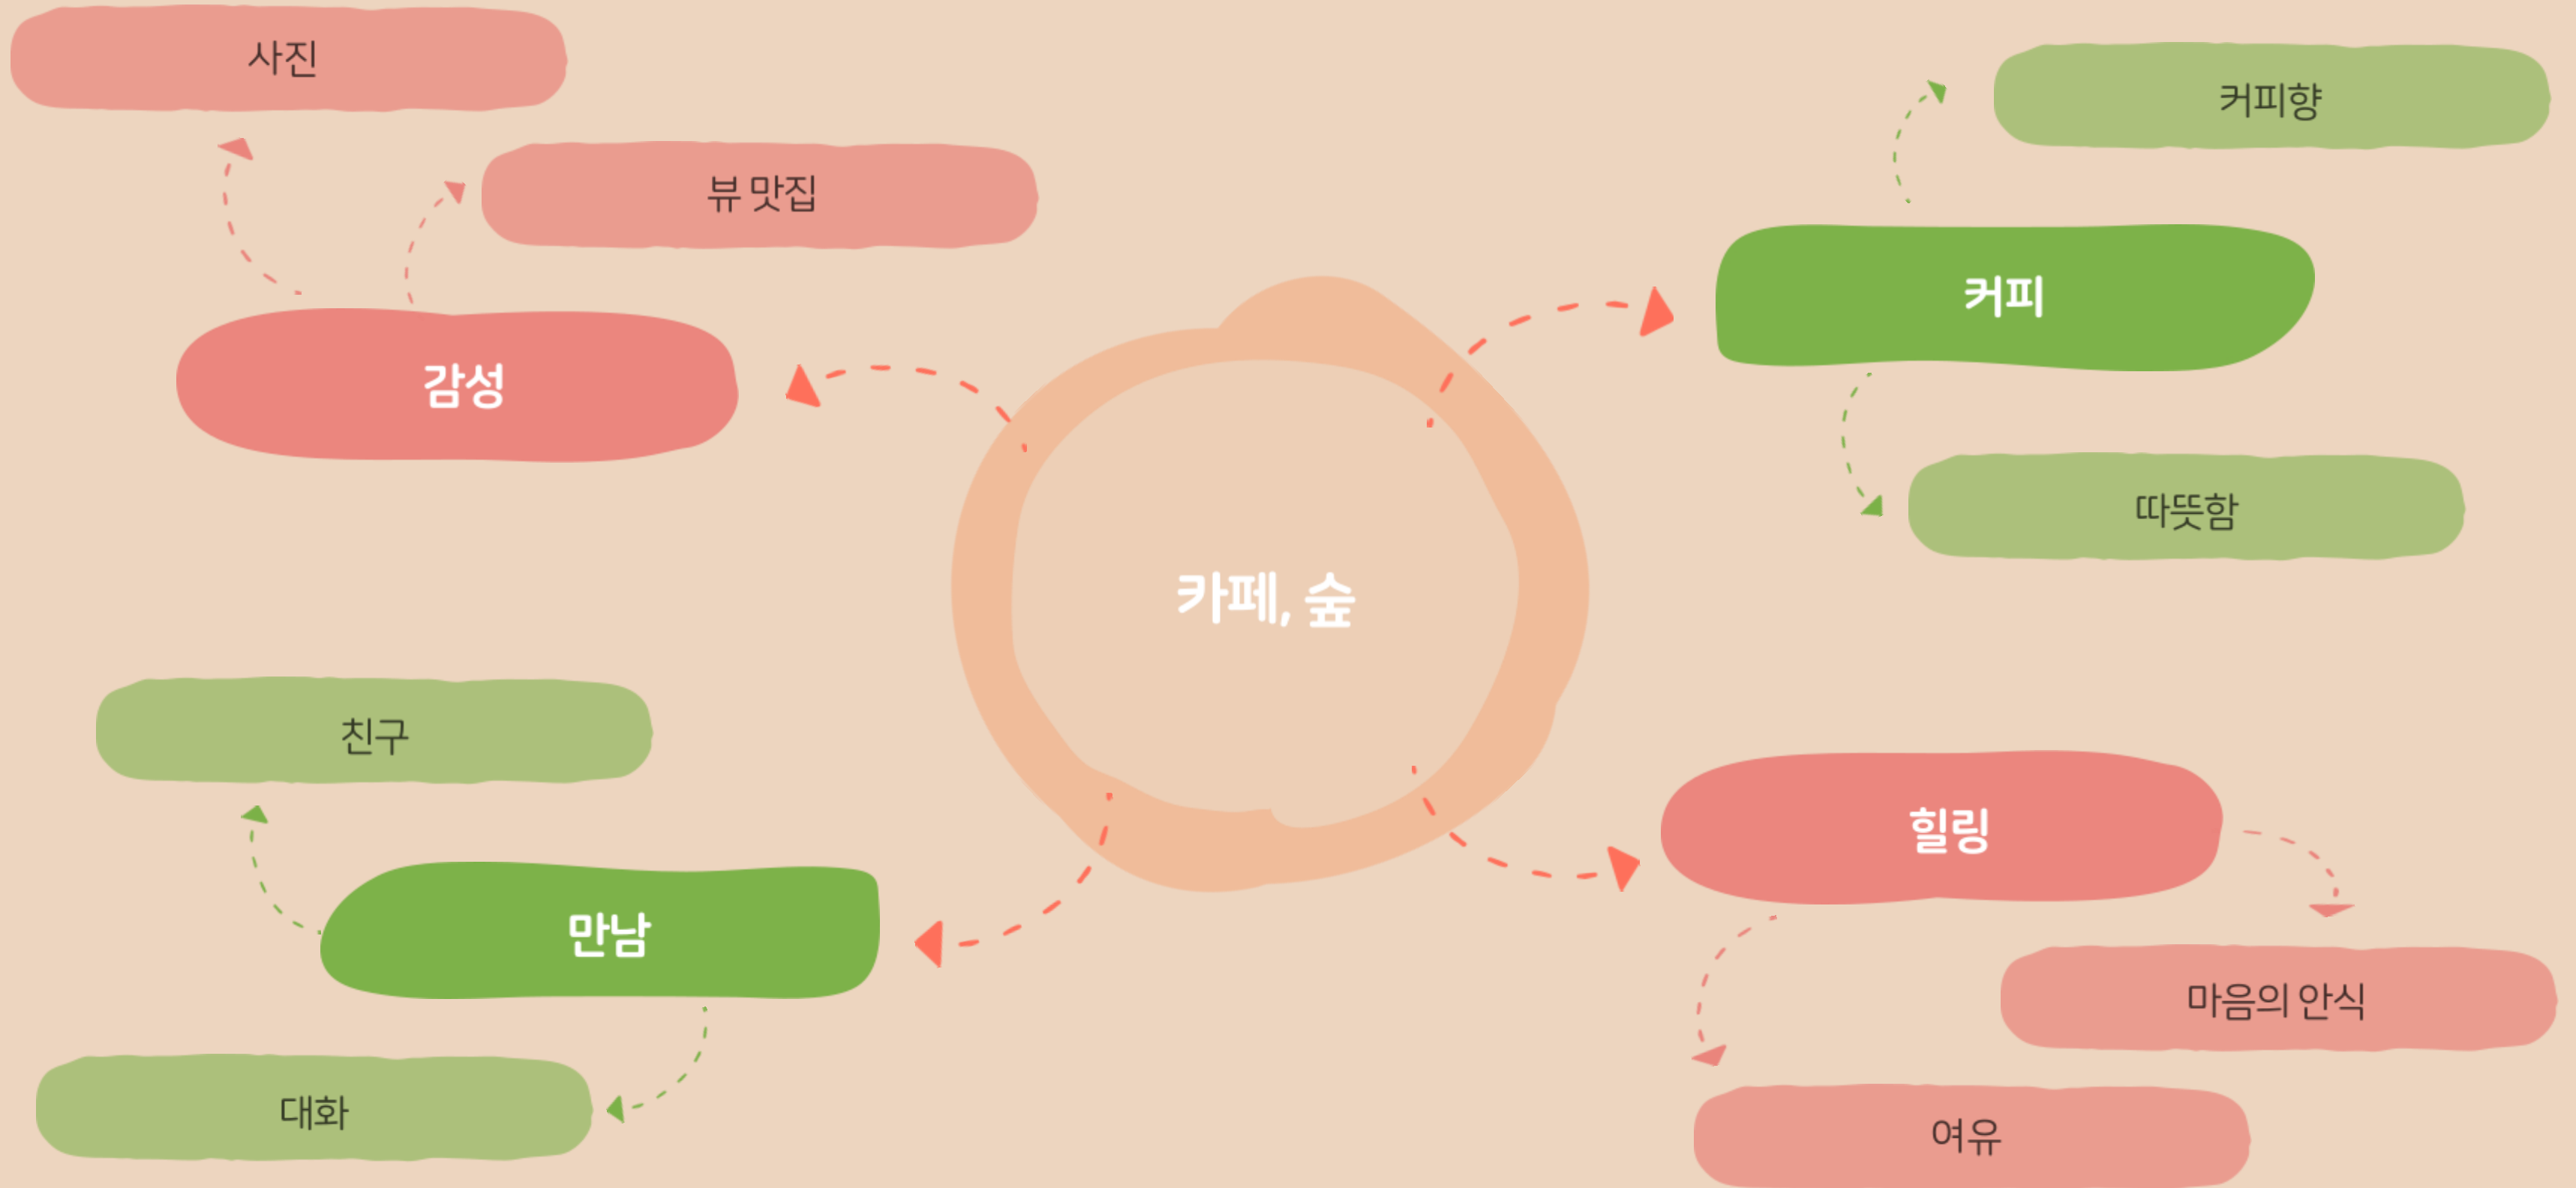 사진
뷰 맛집
감성
커피향
커피
따뜻함
카페, 숲
친구
만남
대화
힐링
마음의 안식
여유